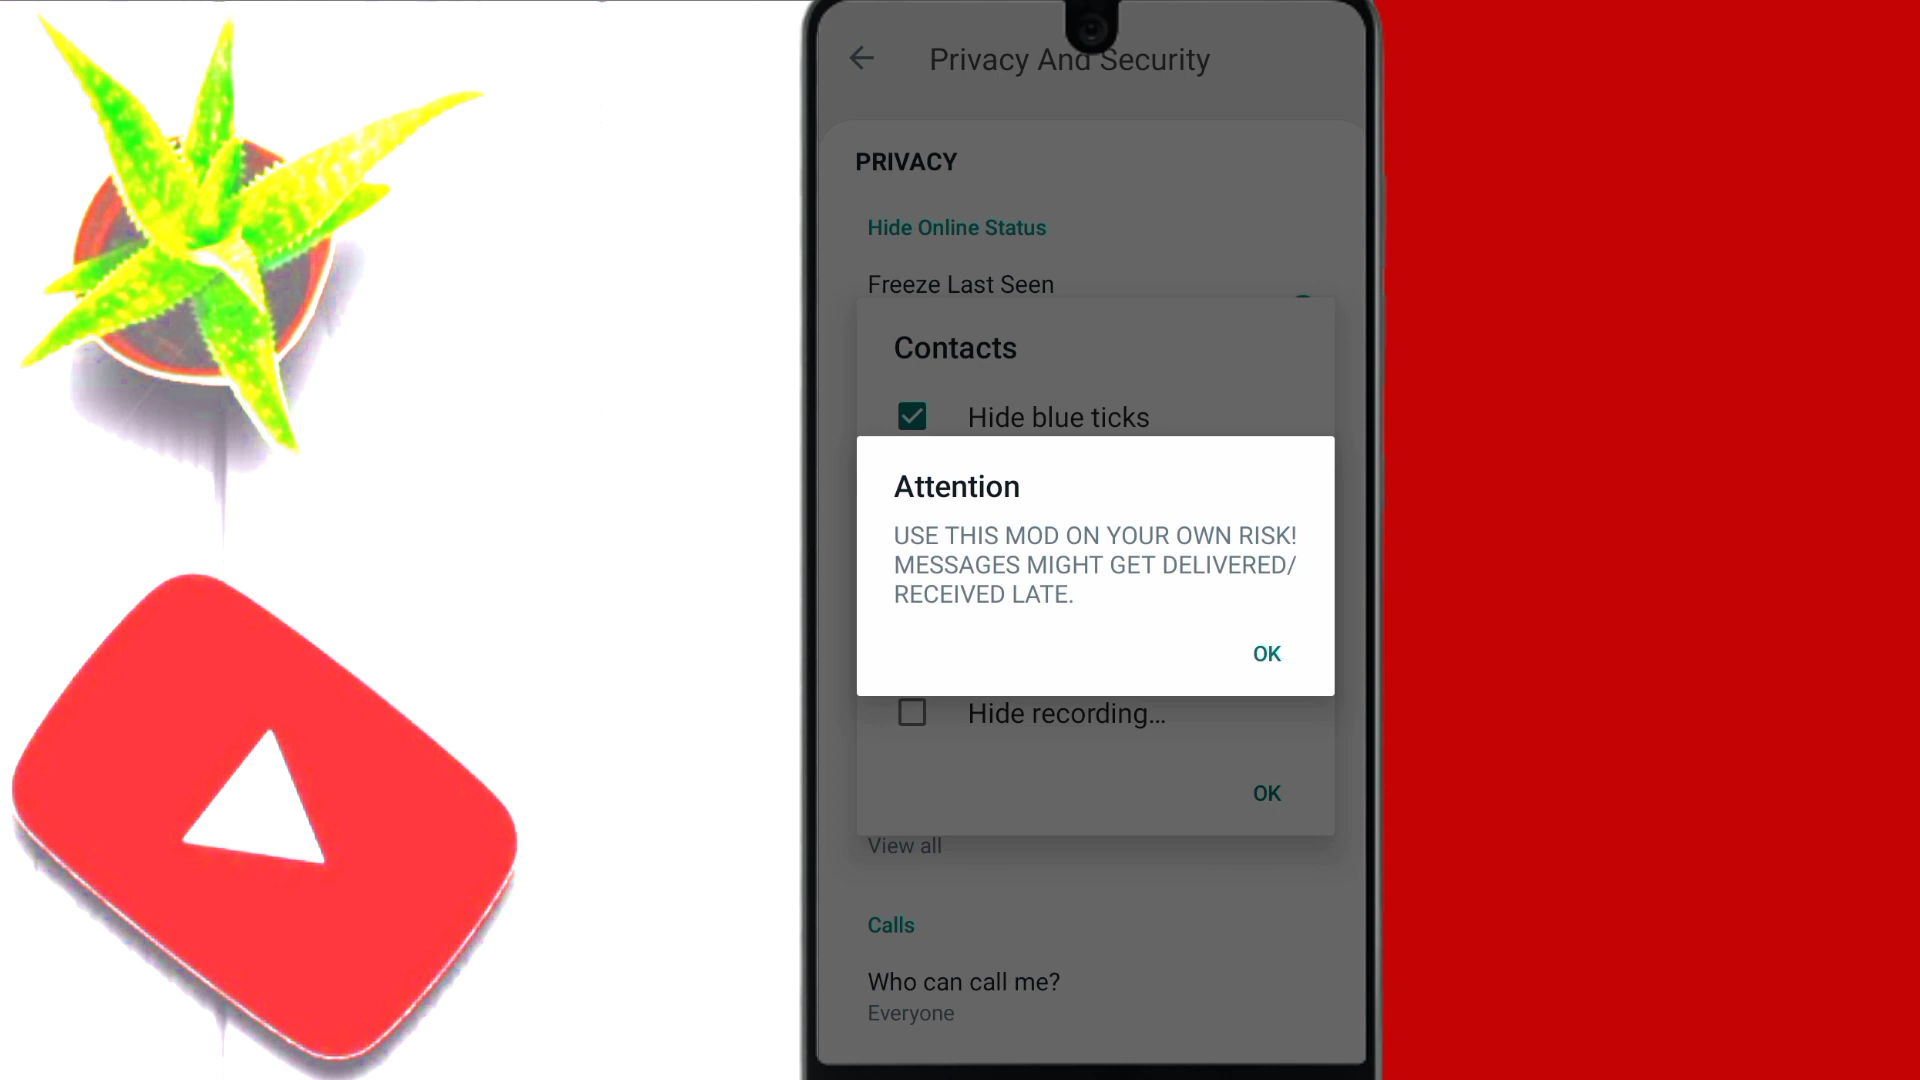 Privacy And Security
PRIVACY
Hide Online Status
Freeze Last Seen
Contacts
Hide blue ticks
Attention
USE THIS MOD ON YOUR OWN RISK!
MESSAGES MIGHT GET DELIVERED/
RECEIVED LATE.
OK
Hide recording...
OK
View all
Calls
Who can call me?
Everyone